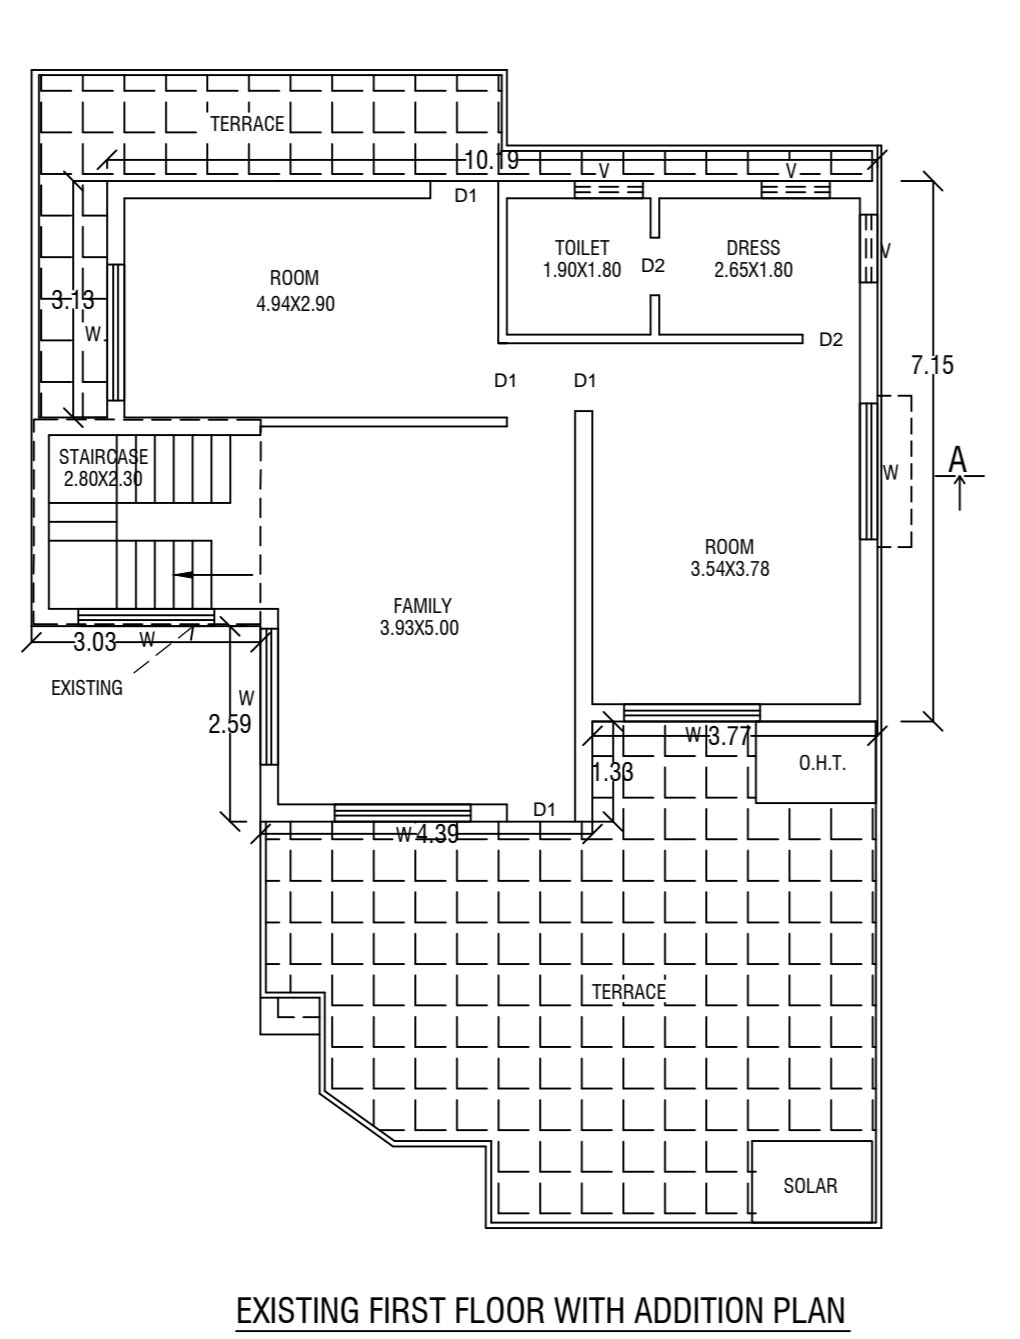 TERRACE
10.19
V
V
D1
TOILET
1.90X1.80
D2
DRESS
2.65X1.80
V
ROOM
4.94X2.90
3.13
W
D2
7.15
D1
D1
STAIRCASE
2.80X2.30
W
A
ROOM
3.54X3.78
FAMILY
3.93X5.00
3.03
W
EXISTING
W
2.59
W
3.77
O.H.T.
1.33
D1
W
4.39
TERRACE
SOLAR
EXISTING FIRST FLOOR WITH ADDITION PLAN